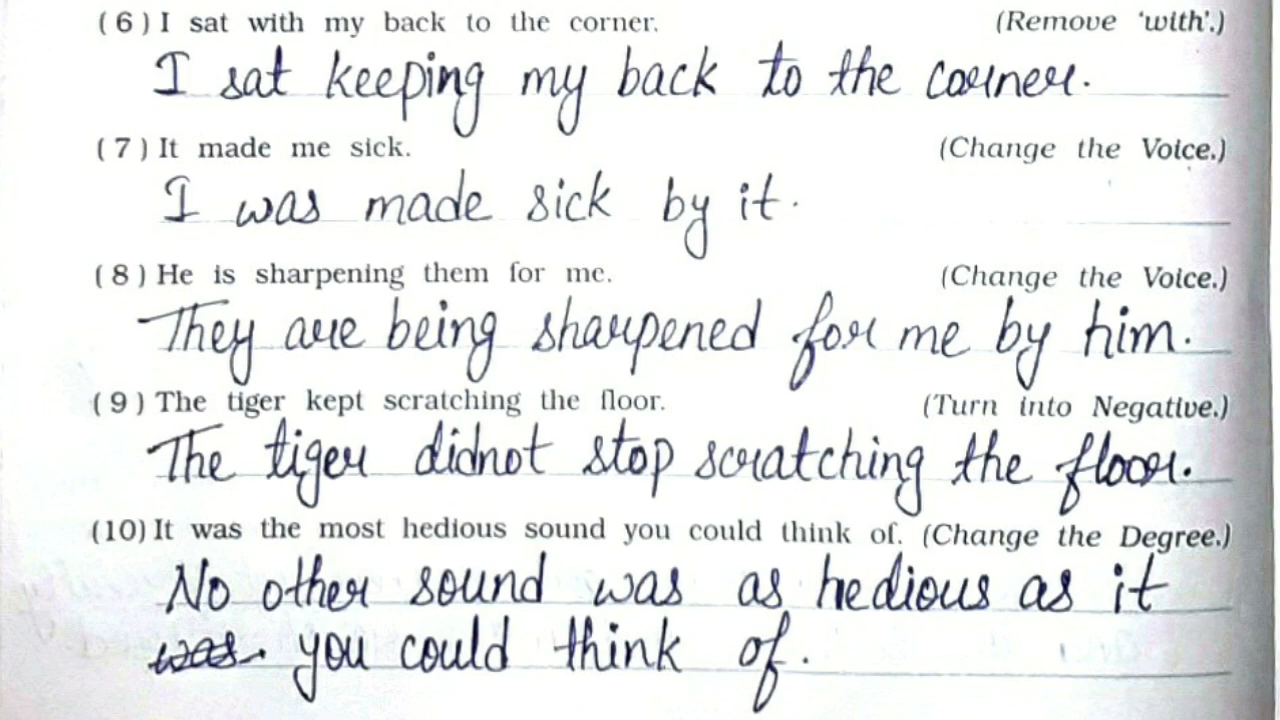 (6) I sat with my back to the corner. (Remove 'with'.)
I sat keeping my back to the corner.
(7) It made me sick. (Change the Voice.)
I was made sick by it.
(8) He is sharpening them for me. (Change the Voice.)
They are being sharpened for me by him.
(9) The tiger kept scratching the floor. (Turn into Negative.)
The tiger didnot stop scratching the floor.
(10) It was the most hedious sound you could think of. (Change the Degree.)
No other sound was as hedious as it
was you could think of.